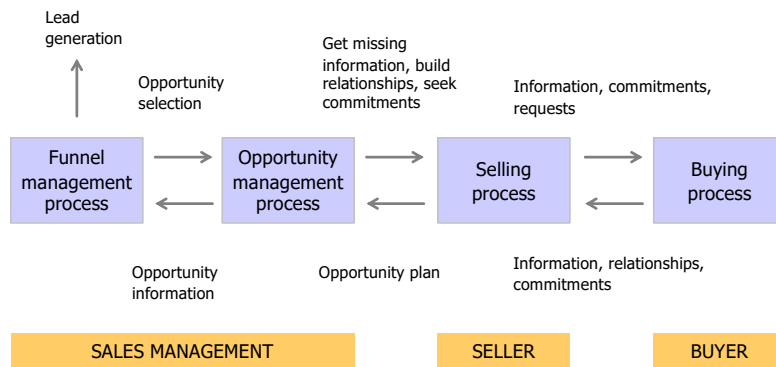 Lead
generation
Opportunity
selection
Get missing
information, build
relationships, seek
commitments
Information, commitments,
requests
Funnel
management
process
Opportunity
management
process
Selling
process
Buying
process
Opportunity
information
Opportunity plan
Information, relationships,
commitments
SALES MANAGEMENT
SELLER
BUYER